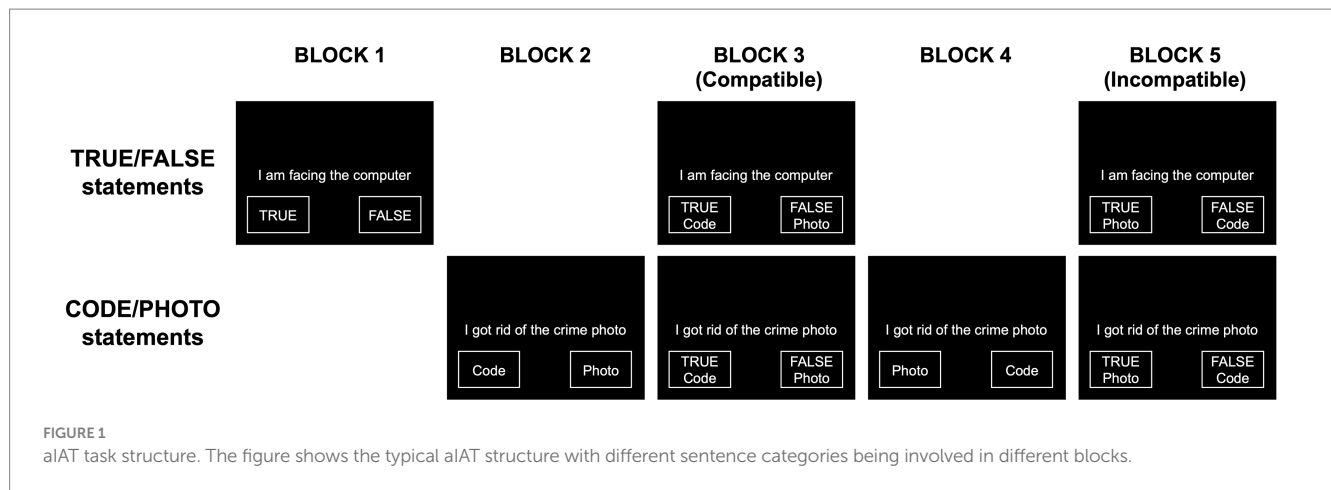 BLOCK 1
BLOCK 2
BLOCK 3
(Compatible)
BLOCK 4
BLOCK 5
(Incompatible)
TRUE/FALSE
statements
I am facing the computer
TRUE
FALSE
I am facing the computer
TRUE
Code
FALSE
Photo
I am facing the computer
TRUE
Photo
FALSE
Code
CODE/PHOTO
statements
I got rid of the crime photo
Code
Photo
I got rid of the crime photo
TRUE
Code
FALSE
Photo
I got rid of the crime photo
Photo
Code
I got rid of the crime photo
TRUE
Photo
FALSE
Code
FIGURE 1
aIAT task structure. The figure shows the typical aIAT structure with different sentence categories being involved in different blocks.